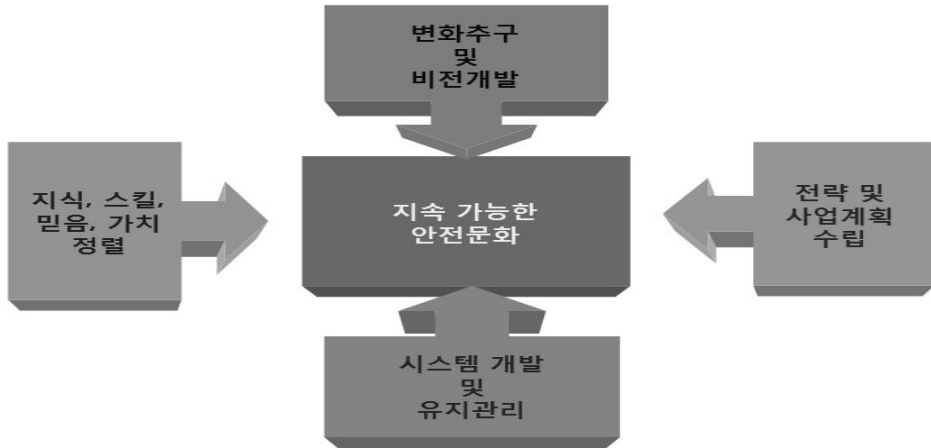 변화추구
및
비전개발
지식, 스킬,
믿음, 가치
정렬
지속 가능한
안전문화
전략 및
사업계획
수립
시스템 개발
및
유지관리